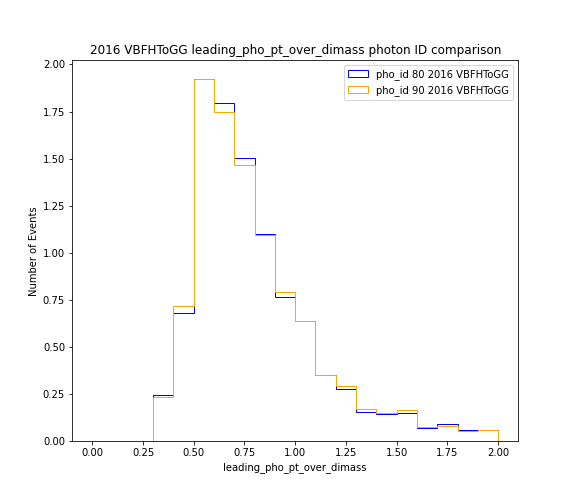 2016 VBFHToGG leading_pho_pt_over_dimass photon ID comparison
pho_id 80 2016 VBFHToGG
pho_id 90 2016 VBFHToGG
2.00
1.75
1.50
1.25
1.00
0.75
0.50
0.25
0.00
Number of Events
0.00 0.25 0.50 0.75 1.00 1.25 1.50 1.75 2.00
leading_pho_pt_over_dimass